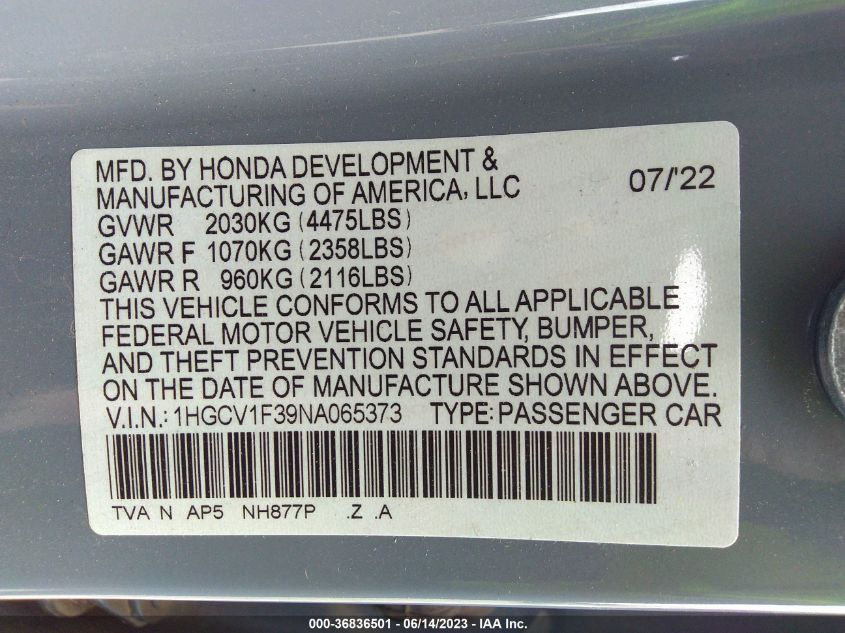 MFD. BY HONDA DEVELOPMENT &
MANUFACTURING OF AMERICA, LLC 07/'22
GVWR 2030KG (4475LBS)
GAWR F 1070KG (2358LBS)
GAWR R 960KG (2116LBS)
THIS VEHICLE CONFORMS TO ALL APPLICABLE
FEDERAL MOTOR VEHICLE SAFETY, BUMPER,
AND THEFT PREVENTION STANDARDS IN EFFECT
ON THE DATE OF MANUFACTURE SHOWN ABOVE.
V.I.N.: 1HGCV1F39NA065373 TYPE: PASSENGER CAR
TVA N AP5 NH877P .Z .A
000-36836501 - 06/14/2023 - IAA Inc.